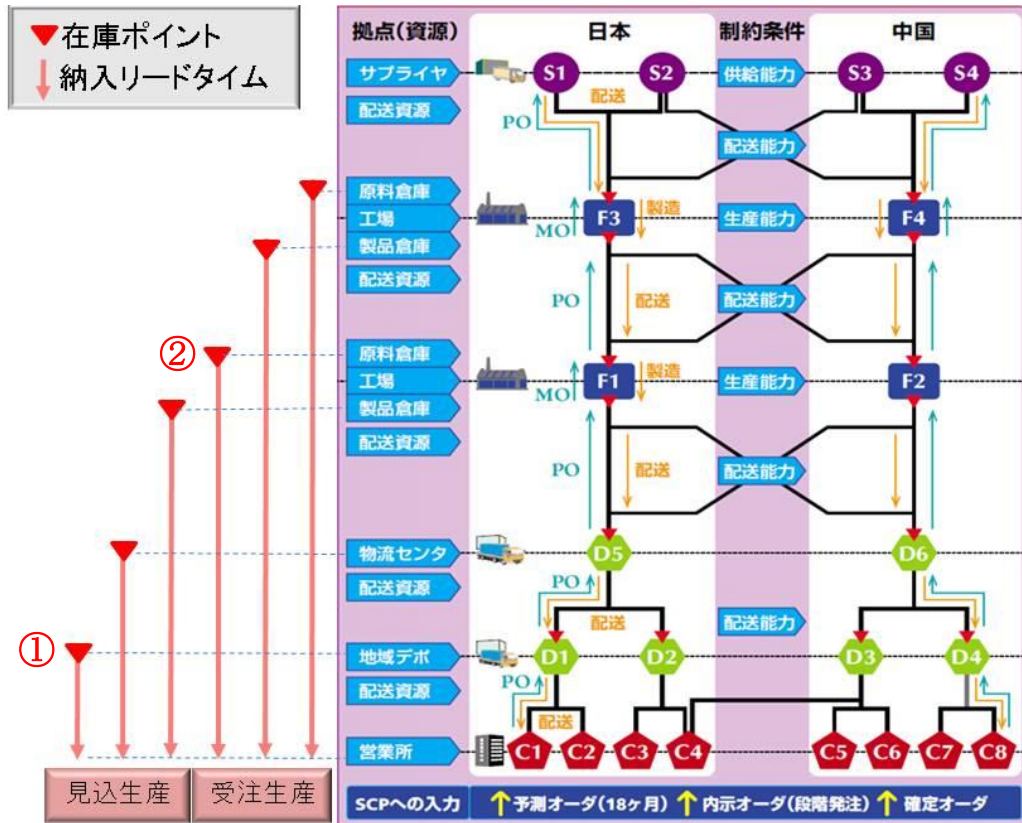 在庫ポイント
納入リードタイム
①
②
見込生産
受注生産
拠点(資源)
日本
制約条件
中国
サプライヤ
S1
S2
供給能力
S3
S4
配送資源
配送
PO
配送能力
原料倉庫
工場
MO
F3
製造
生産能力
F4
製品倉庫
配送資源
PO
配送
配送能力
原料倉庫
工場
MO
F1
製造
生産能力
F2
製品倉庫
配送資源
PO
配送
配送能力
物流センタ
D5
D6
配送資源
PO
配送
配送能力
地域デポ
D1
D2
D3
D4
配送資源
PO
配送
営業所
C1
C2
C3
C4
C5
C6
C7
C8
SCPへの入力
予測オーダ(18ヶ月)
内示オーダ(段階発注)
確定オーダ